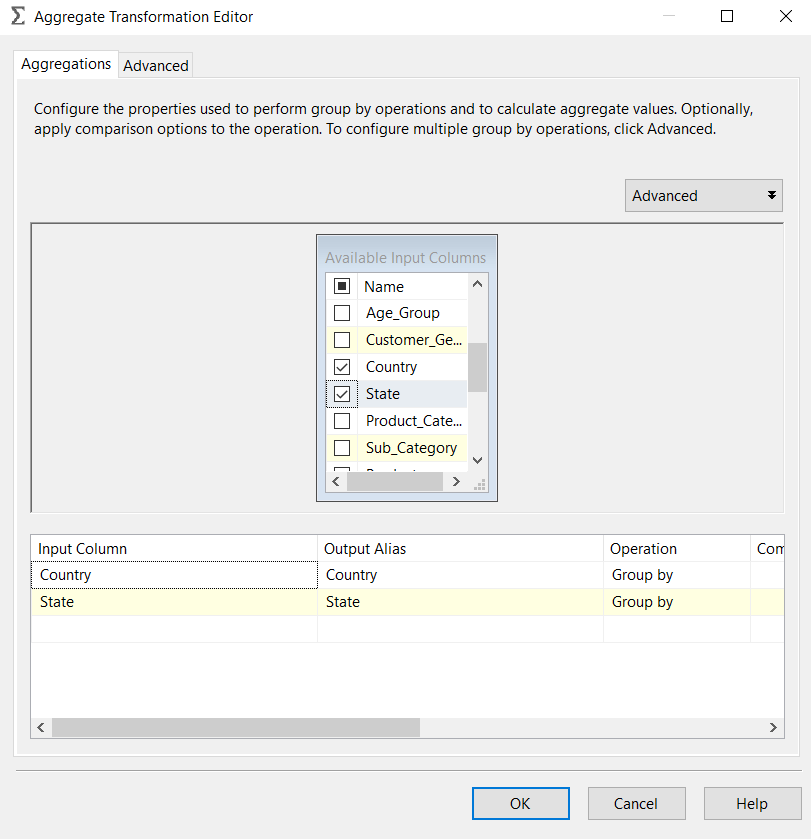 Aggregate Transformation Editor
Aggregations Advanced
Configure the properties used to perform group by operations and to calculate aggregate values. Optionally,
apply comparison options to the operation. To configure multiple group by operations, click Advanced.
Advanced
Available Input Columns
Name
Age_Group
Customer_Ge...
Country
State
Product_Cate...
Sub_Category
Input Column Output Alias Operation Com
Country Country Group by
State State Group by
OK Cancel Help